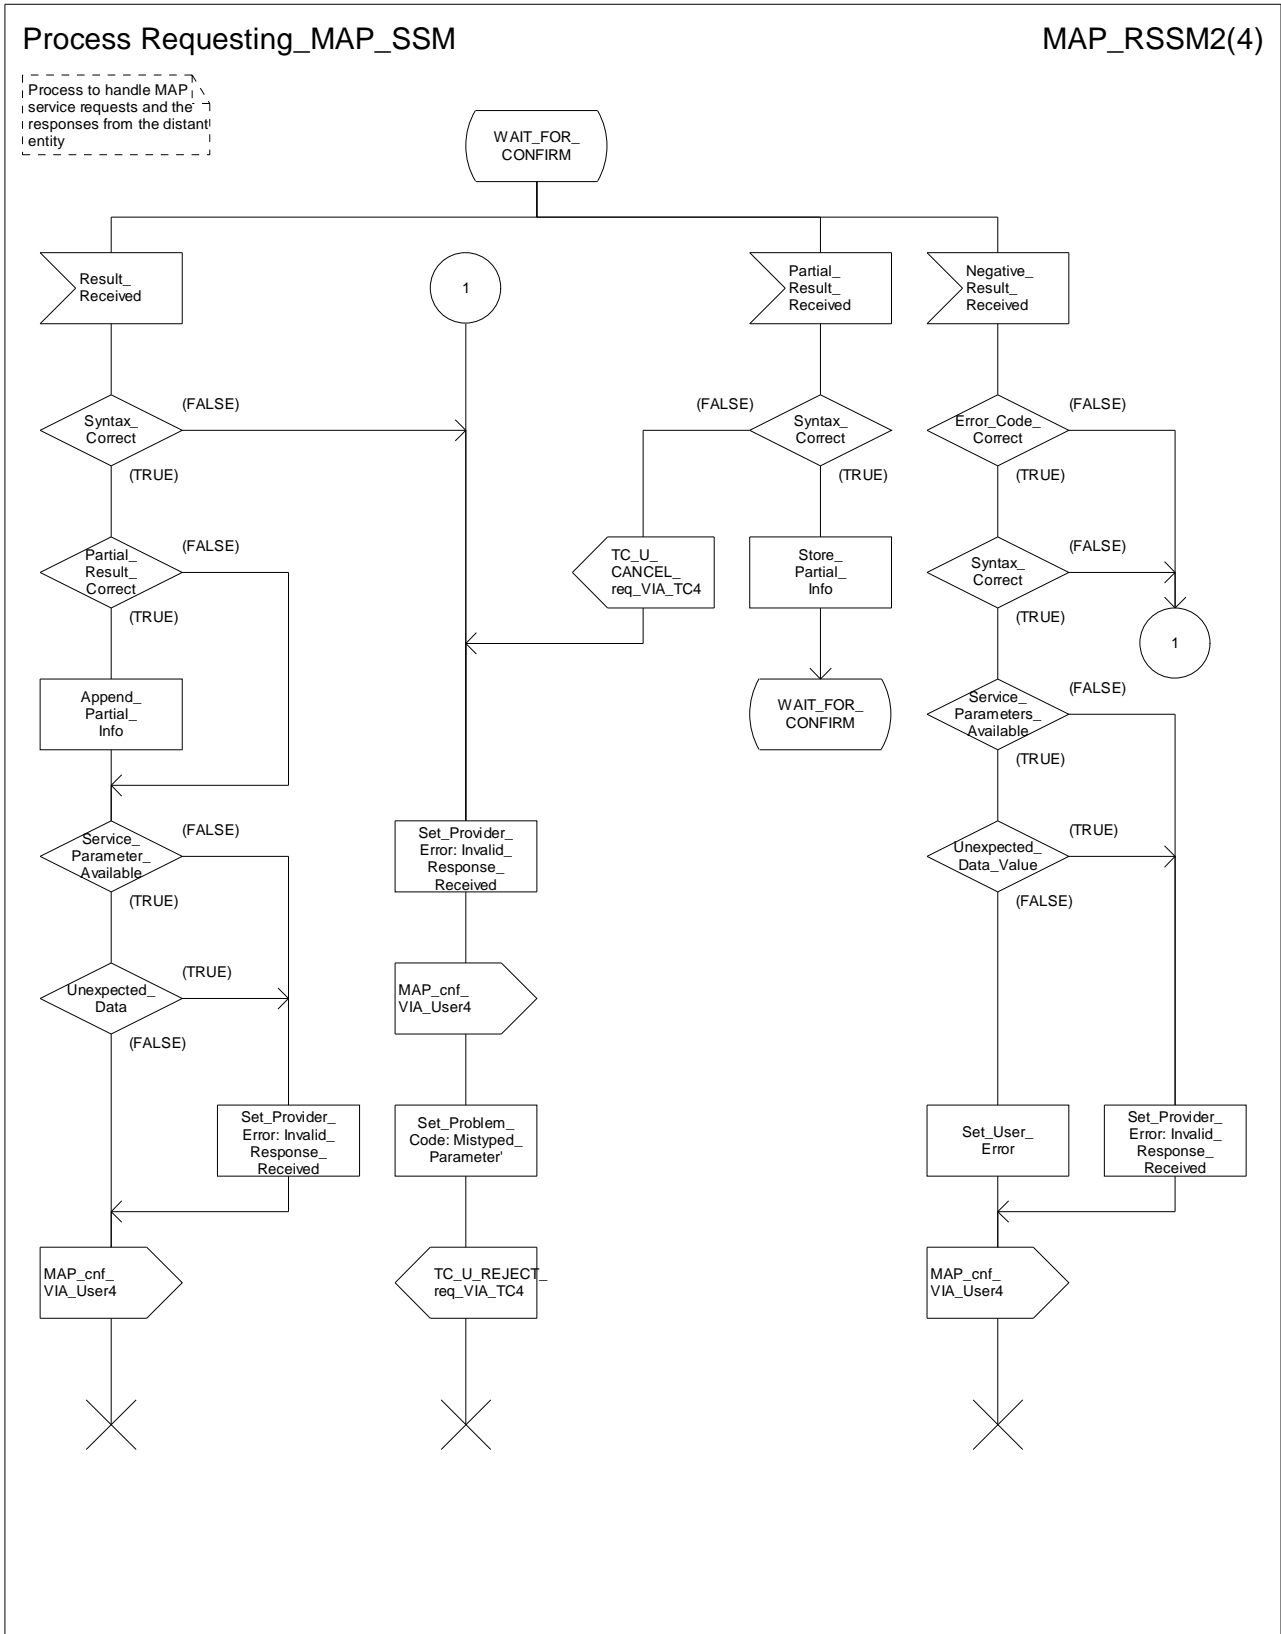 Process Requesting_MAP_SSM
MAP_RSSM2(4)
Process to handle MAP
service requests and the
responses from the distant
entity
WAIT_FOR_
CONFIRM
Result_
Received
1
Partial_
Result_
Received
Negative_
Result_
Received
Syntax_
Correct
(FALSE)
(TRUE)
(FALSE)
Syntax_
Correct
(TRUE)
Error_Code_
Correct
(FALSE)
(TRUE)
Partial_
Result_
Correct
(FALSE)
(TRUE)
TC_U_
CANCEL_
req_VIA_TC4
Store_
Partial_
Info
Syntax_
Correct
(FALSE)
(TRUE)
1
Append_
Partial_
Info
WAIT_FOR_
CONFIRM
Service_
Parameters_
Available
(FALSE)
(TRUE)
Service_
Parameter_
Available
(FALSE)
(TRUE)
Set_Provider_
Error: Invalid_
Response_
Received
Unexpected_
Data_Value
(TRUE)
(FALSE)
Unexpected_
Data
(TRUE)
(FALSE)
MAP_cnf_
VIA_User4
Set_Provider_
Error: Invalid_
Response_
Received
Set_Problem_
Code: Mistyped_
Parameter'
Set_User_
Error
Set_Provider_
Error: Invalid_
Response_
Received
MAP_cnf_
VIA_User4
TC_U_REJECT_
req_VIA_TC4
MAP_cnf_
VIA_User4